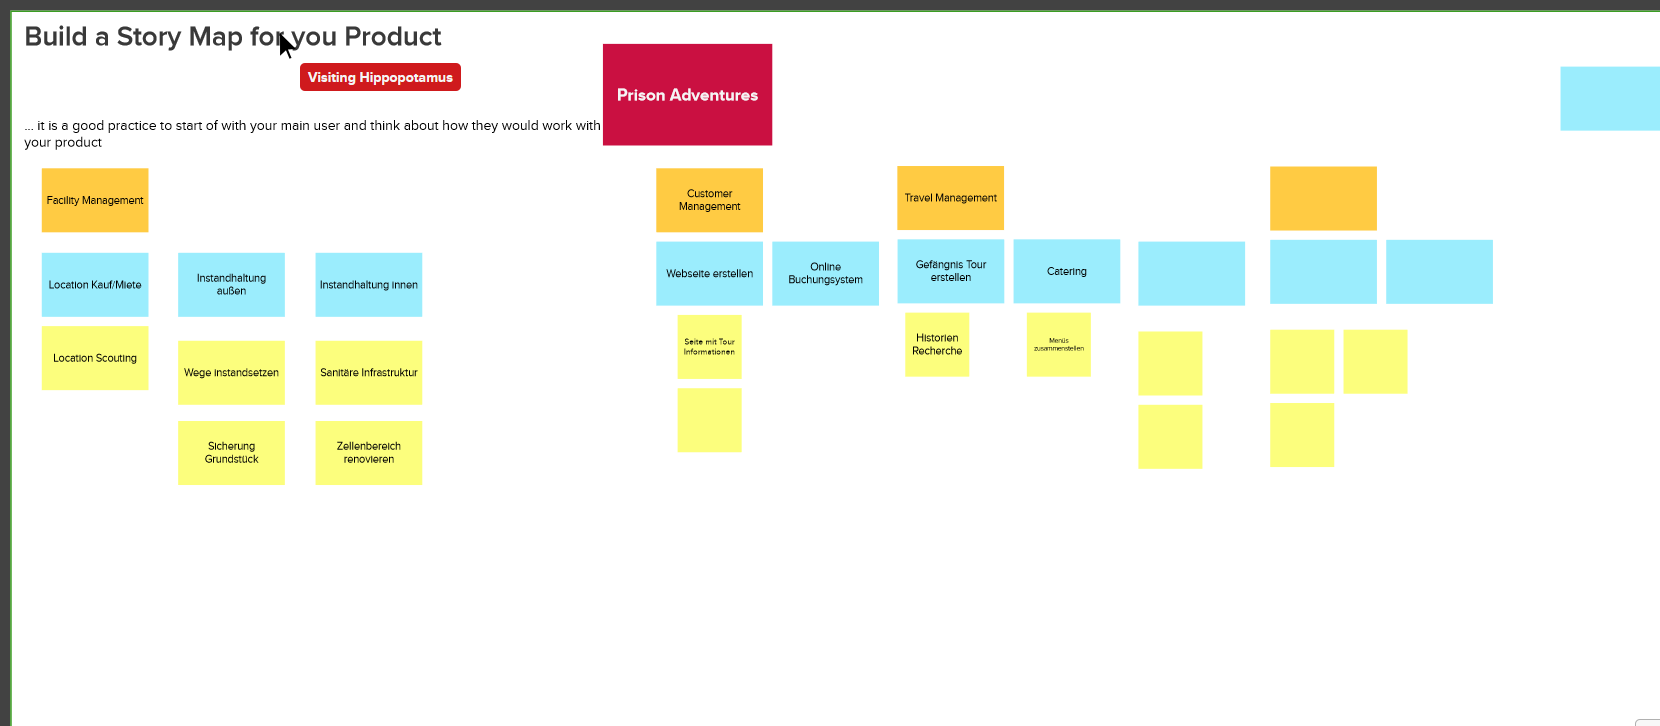 Build a Story Map for you Product
Visiting Hippopotamus
Prison Adventures
... it is a good practice to start of with your main user and think about how they would work with
your product
Facility Management
Customer
Management
Travel Management
Location Kauf/Miete
Instandhaltung
außen
Instandhaltung innen
Webseite erstellen
Online
Buchungsystem
Gefängnis Tour
erstellen
Catering
Location Scouting
Wege instandsetzen
Sanitäre Infrastruktur
Seite mit Tour
Informationen
Historien
Recherche
Menüs
zusammenstellen
Sicherung
Grundstück
Zellenbereich
renovieren